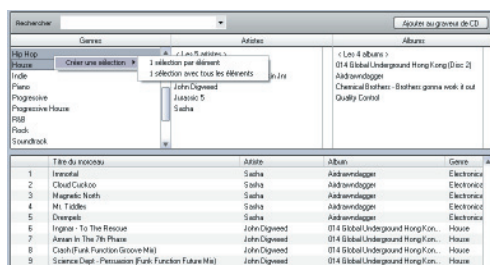 Rechercher
Ajouter au graveur de CD
Genres Artistes Albums
Hip Hop
House
Indie
Piano
Progressive
Progressive House
R&B
Rock
Soundtrack
Créer une sélection
1 sélection par élément
1 sélection avec tous les éléments
< Les 5 artistes >
John Digweed
Jurassic 5
Sasha
< Les 4 albums >
014 Global Underground Hong Kong (Disc 2)
Airdrawndagger
Chemical Brothers - Brothers gonna work it out
Quality Control
Titre du morceau Artiste Album Genre
1 Immortal Sasha Airdrawndagger Electronica
2 Cloud Cuckoo Sasha Airdrawndagger Electronica
3 Magnetic North Sasha Airdrawndagger Electronica
4 Mr. Tiddles Sasha Airdrawndagger Electronica
5 Drempels Sasha Airdrawndagger Electronica
6 Ingmar - To The Rescue John Digweed 014 Global Underground Hong Kon... House
7 Amran In The 7th Phase John Digweed 014 Global Underground Hong Kon... House
8 Crash (Funk Function Groove Mix) John Digweed 014 Global Underground Hong Kon... House
9 Science Dept - Persuasion (Funk Function Future Mix) John Digweed 014 Global Underground Hong Kon... House